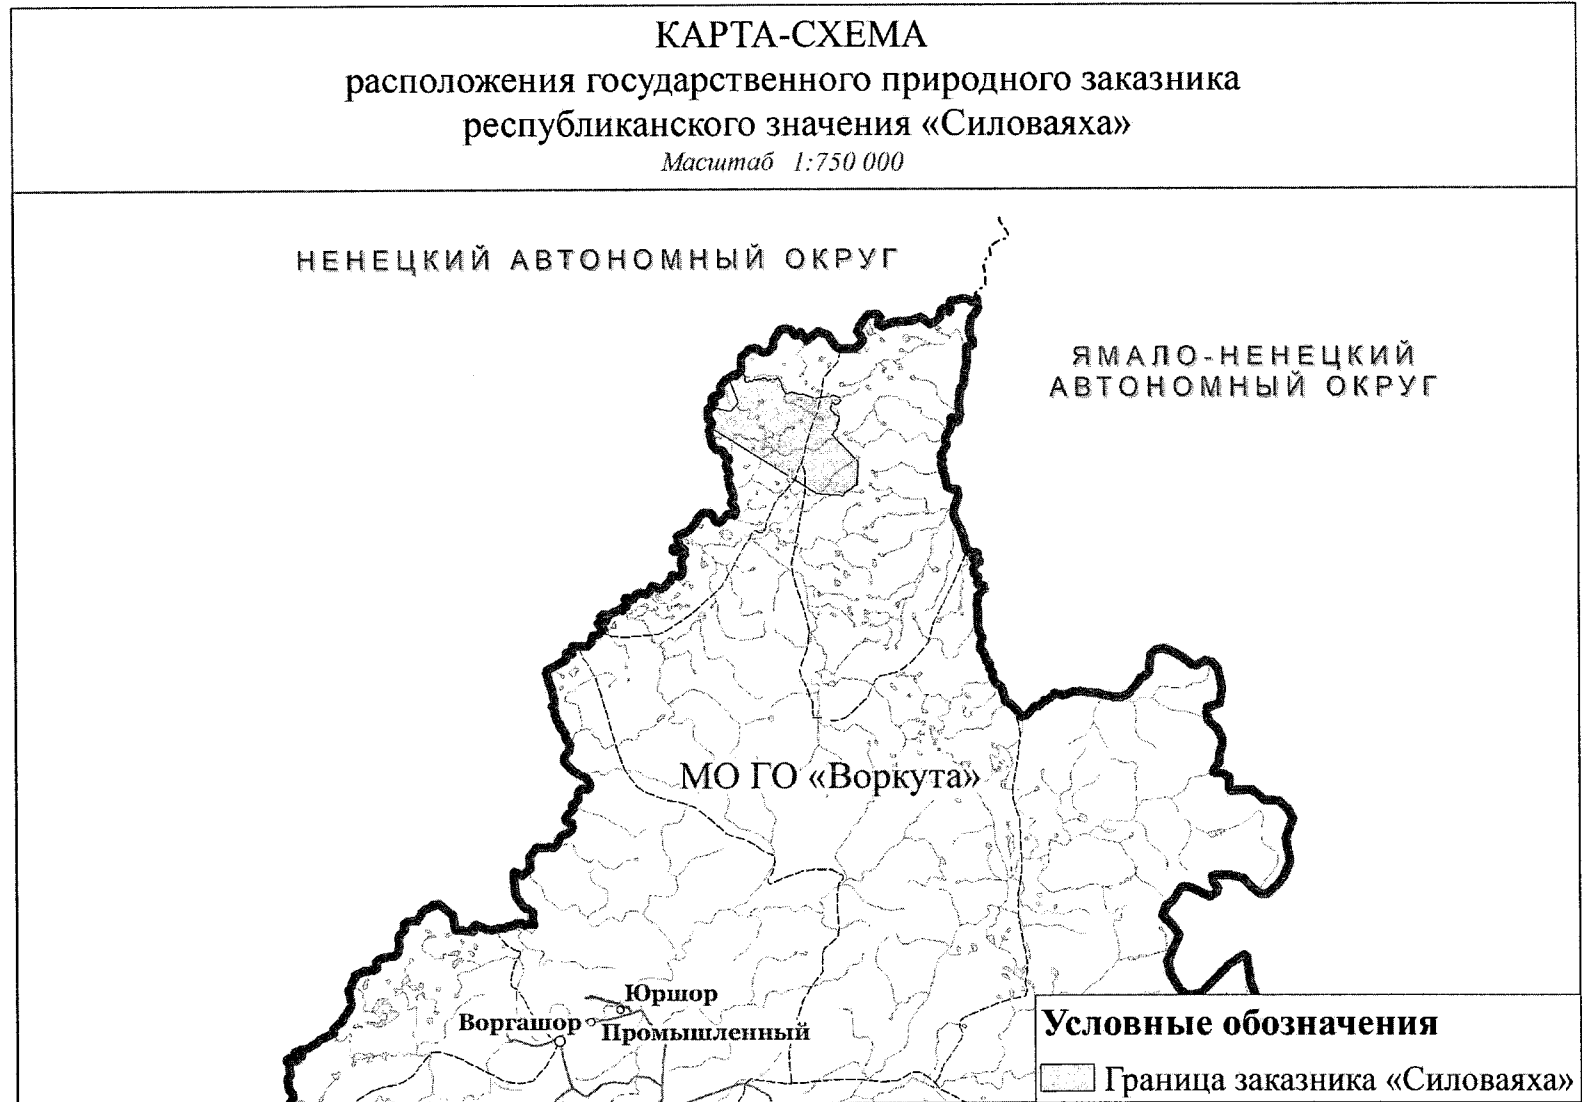 КАРТА-СХЕМА
расположения государственного природного заказника
республиканского значения «Силоваяха»
Масштаб 1:750 000
НЕНЕЦКИЙ АВТОНОМНЫЙ ОКРУГ
ЯМАЛО-НЕНЕЦКИЙ
АВТОНОМНЫЙ ОКРУГ
МО ГО «Воркута»
Юршор
Воргашор
Промышленный
Условные обозначения
Граница заказника «Силоваяха»